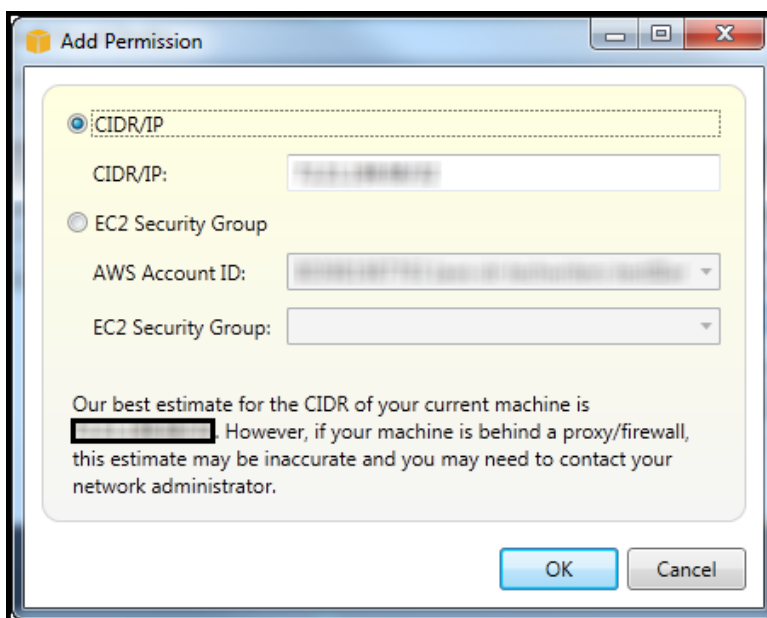 Add Permission
CIDR/IP
CIDR/IP:
EC2 Security Group
AWS Account ID:
EC2 Security Group:
Our best estimate for the CIDR of your current machine is
. However, if your machine is behind a proxy/firewall,
this estimate may be inaccurate and you may need to contact your
network administrator.
OK Cancel